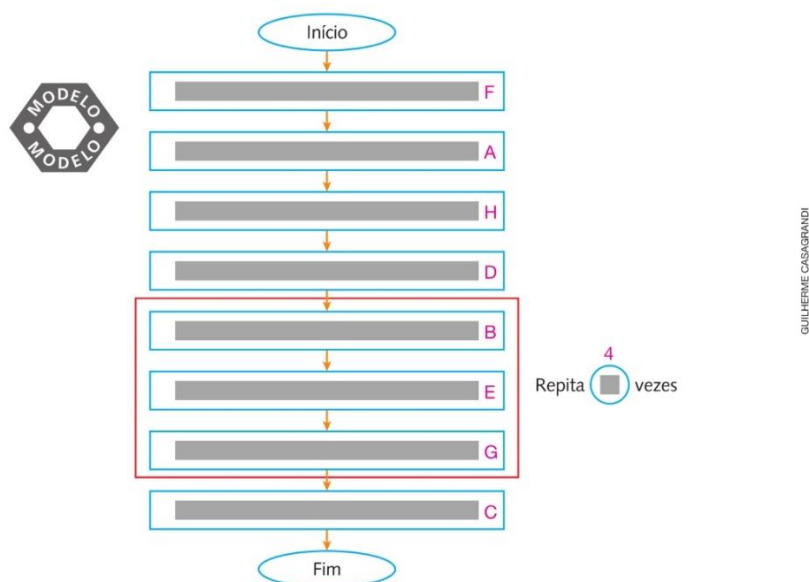 Início
F
MODELO
MODELO
A
H
D
B
4
E
Repita vezes
G
C
Fim
GUILHERME CASAGRANDI